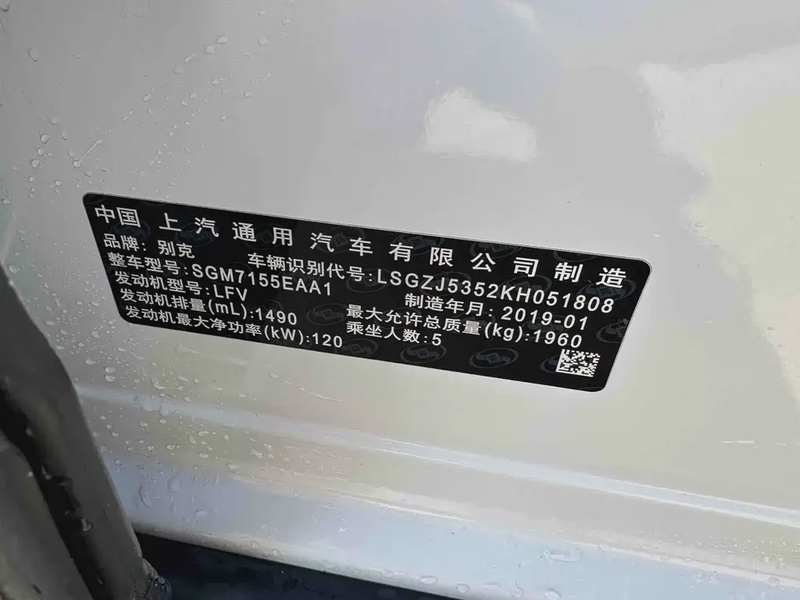 中国 上汽通用汽车有限公司制造
品牌: 别克 车辆识别代号:LSGZJ5352KH051808
整车型号:SGM7155EAA1 制造年月:2019-01
发动机型号:LFV 最大允许总质量(kg):1960
发动机排量(mL):1490 乘坐人数:5
发动机最大净功率(kW):120